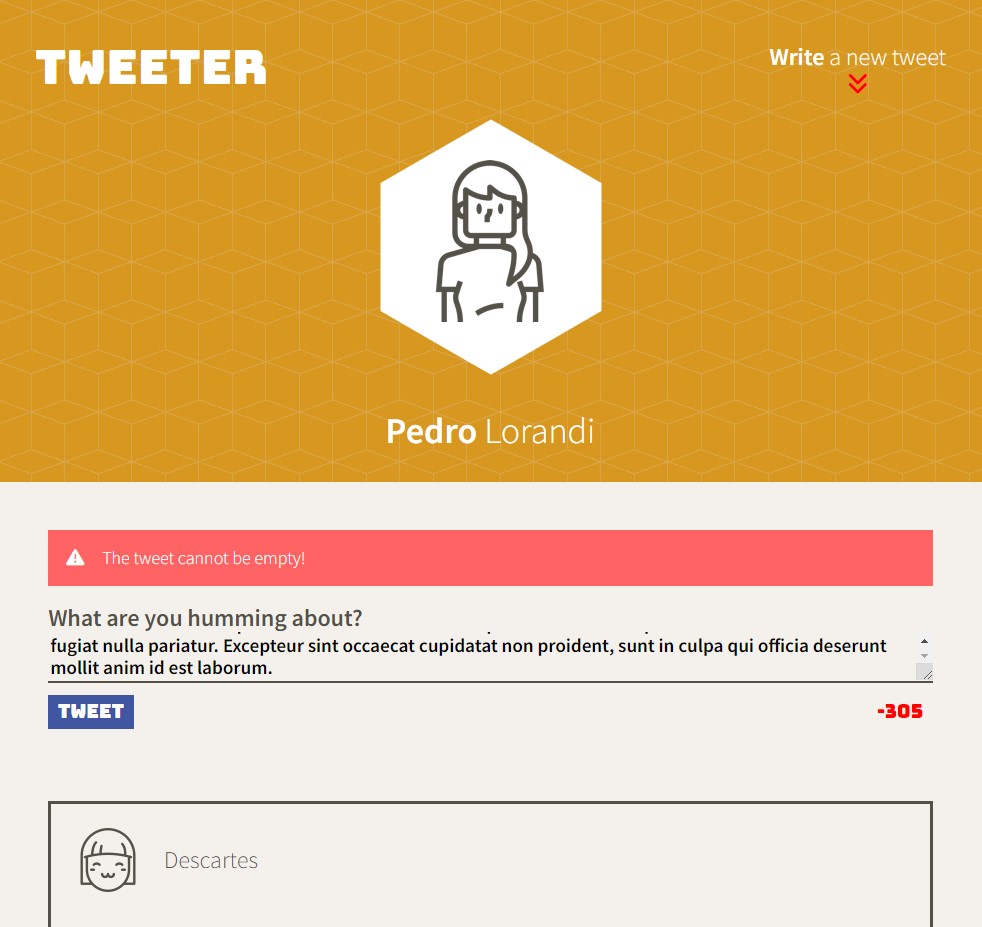 TWEETER
Write a new tweet
Pedro Lorandi
The tweet cannot be empty!
What are you humming about?
fugiat nulla pariatur. Excepteur sint occaecat cupidatat non proident, sunt in culpa qui officia deserunt
mollit anim id est laborum.
TWEET
-305
Descartes